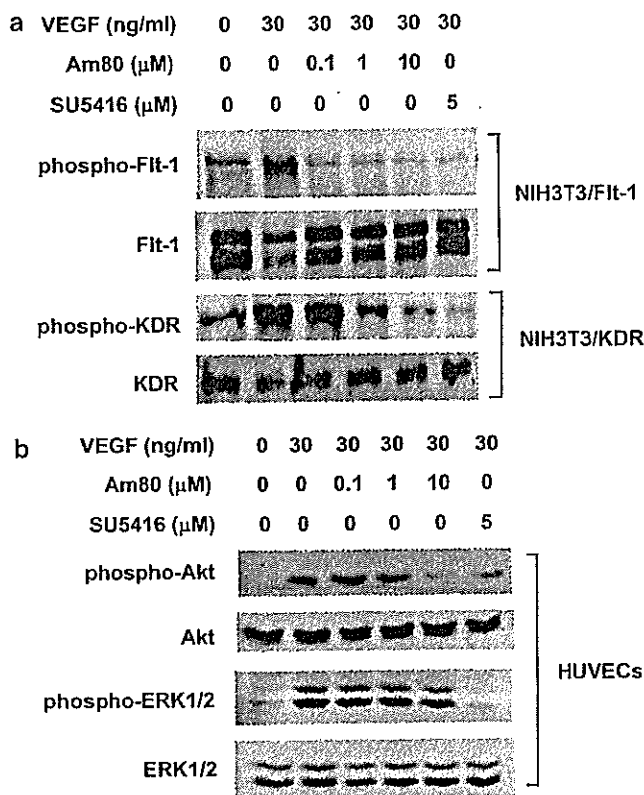 a
VEGF (ng/ml) 0 30 30 30 30 30
Am80 (μM) 0 0 0.1 1 10 0
SU5416 (μM) 0 0 0 0 0 5
phospho-Flt-1
Flt-1
NIH3T3/Flt-1
phospho-KDR
KDR
NIH3T3/KDR
b
VEGF (ng/ml) 0 30 30 30 30 30
Am80 (μM) 0 0 0.1 1 10 0
SU5416 (μM) 0 0 0 0 0 5
phospho-Akt
Akt
phospho-ERK1/2
ERK1/2
HUVECs